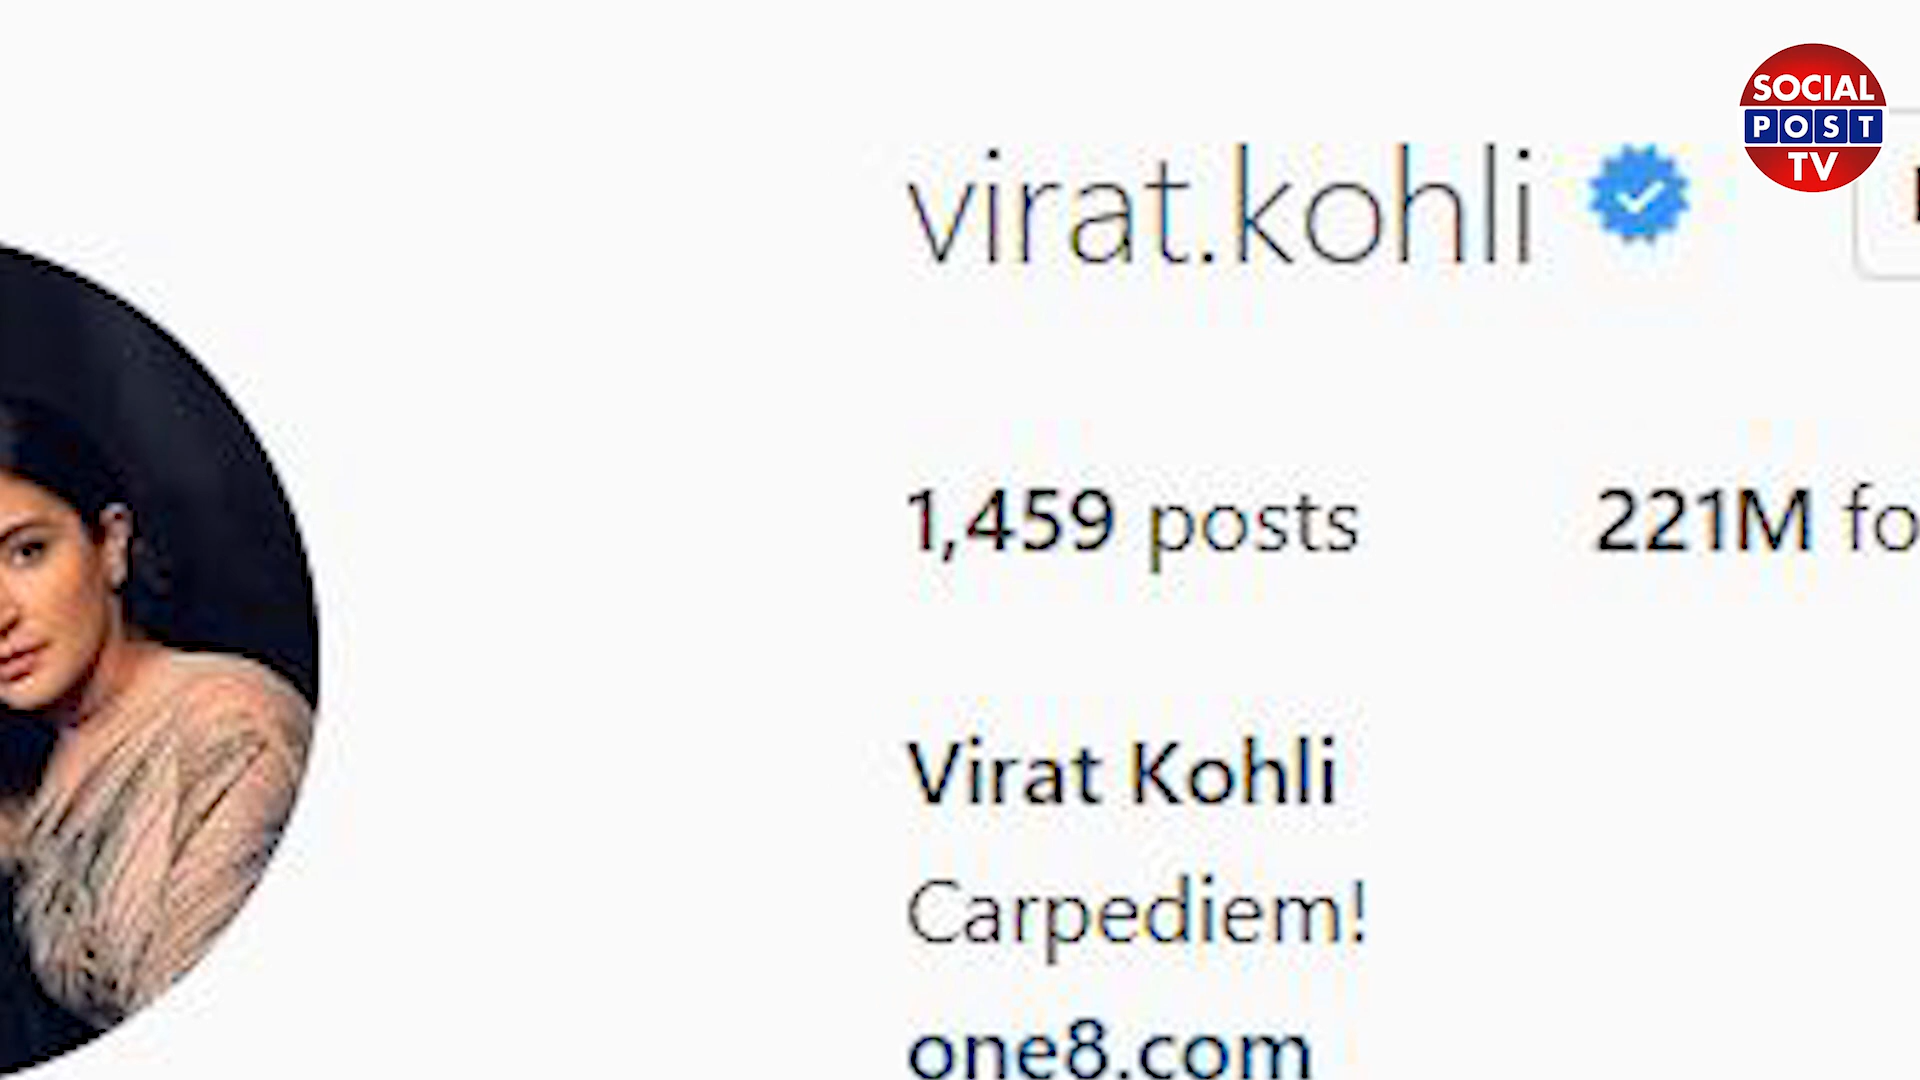 SOCIAL
POST
TV
virat.kohli
1,459 posts 221M fo
Virat Kohli
Carpediem!
one8.com